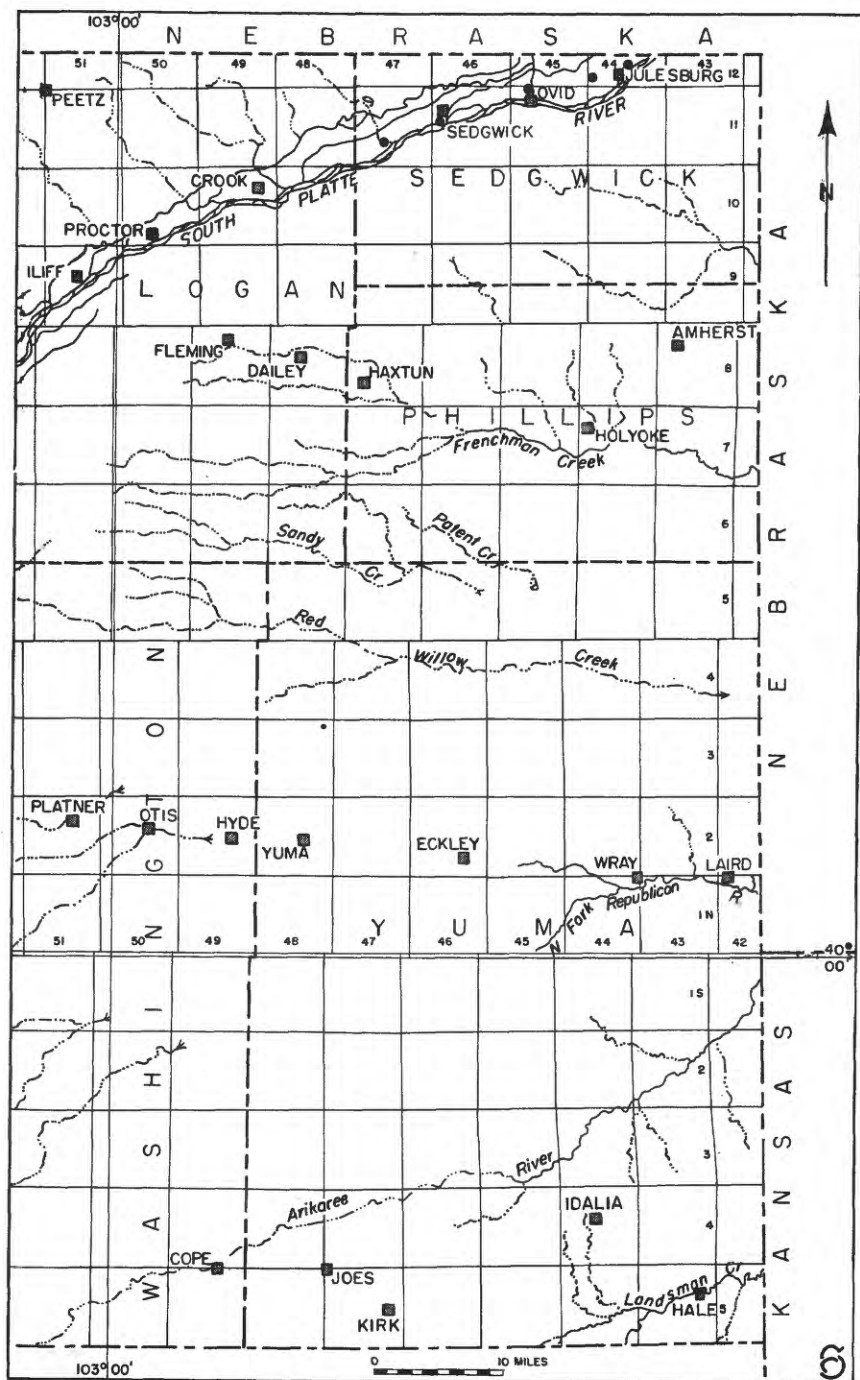 103° 00'
N E B R A S K A
51 50 49 48 47 46 45 44 43
12
JULESBURG
PEETZ
OVID
RIVER
SEDGWICK
11
N
CROOK
PLATTE
S E D G W I C K
SOUTH
10
PROCTOR
ILIFF
9
L O G A N
AMHERST
FLEMING
DAILEY
HAXTUN
8
P H I L L I P S
HOLYOKE
Frenchman
Creek
7
6
Sandy
Patent Cr
Cr
5
Red
Willow
Creek
4
3
PLATNER
OTIS
HYDE
YUMA
ECKLEY
2
WRAY
LAIRD
Republican
N Fork
R
Y U M A
1N
51 50 49 48 47 46 45 44 43 42
40°
00'
1S
2
3
River
Arikaree
IDALIA
4
COPE
JOES
Landsman
Cr
HALE
5
KIRK
W A S H I N G T O N
N E B R A S K A
K A N S A S
103° 00'
0 10 MILES